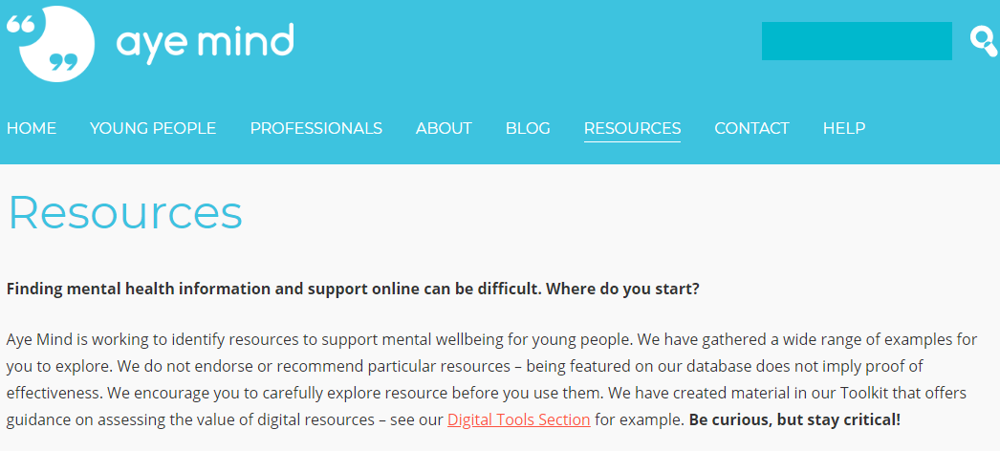 aye mind
HOME YOUNG PEOPLE PROFESSIONALS ABOUT BLOG RESOURCES CONTACT HELP
Resources
Finding mental health information and support online can be difficult. Where do you start?
Aye Mind is working to identify resources to support mental wellbeing for young people. We have gathered a wide range of examples for
you to explore. We do not endorse or recommend particular resources – being featured on our database does not imply proof of
effectiveness. We encourage you to carefully explore resource before you use them. We have created material in our Toolkit that offers
guidance on assessing the value of digital resources – see our Digital Tools Section for example. Be curious, but stay critical!